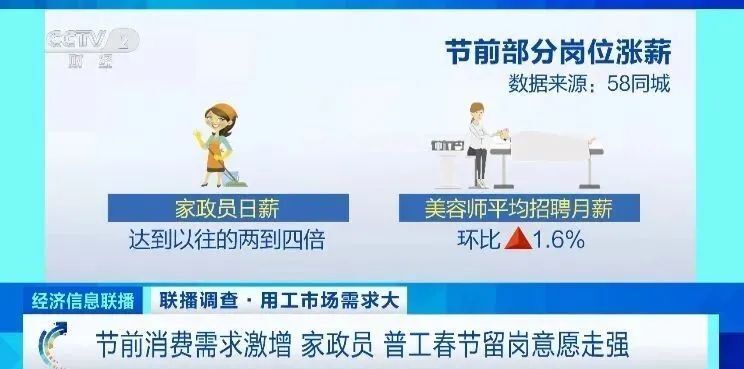 CCTV 2
财经
节前部分岗位涨薪
数据来源：58同城
家政员日薪
达到以往的两到四倍
美容师平均招聘月薪
环比▲1.6%
经济信息联播
联播调查·用工市场需求大
节前消费需求激增 家政员 普工春节留岗意愿走强